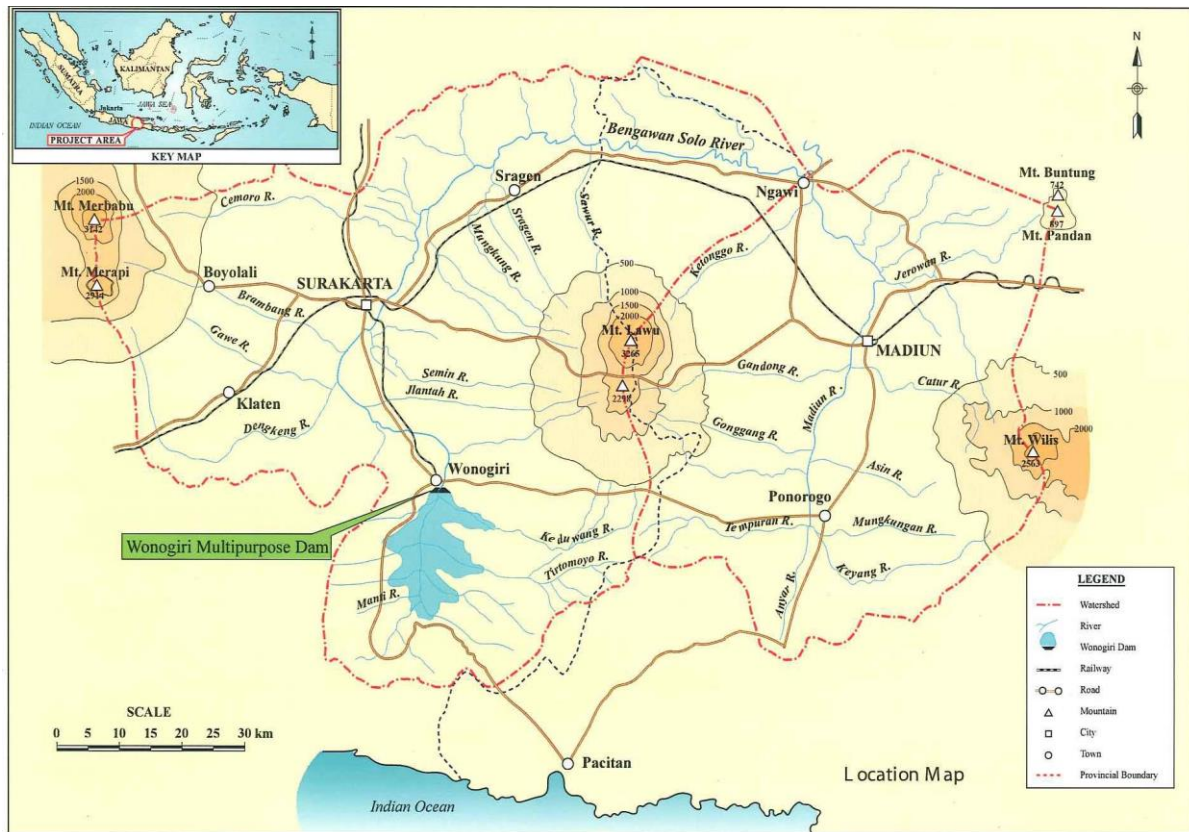 SUMATRA
KALIMANTAN
Jakarta
JAWA SEA
JAWA
INDIAN OCEAN
PROJECT AREA
KEY MAP
N
Bengawan Solo River
1500
2000
Mt. Merbabu
3142
Cemoro R.
Sragen
Ngawi
Mt. Buntung
742
897
Mt. Pandan
Sawur R.
Sragen R.
Mungkung R.
Ketonggo R.
Jerowan R.
Mt. Merapi
2914
Boyolali
SURAKARTA
Brambang R.
Gawe R.
500
1000
1500
2000
Mt. Lawu
3265
MADIUN
Semin R.
Jlantah R.
Gandong R.
Madiun R.
Catur R.
500
1000
2000
Mt. Wilis
2563
Klaten
Dengkeng R.
Gonggang R.
Asin R.
Wonogiri
Ponorogo
Tempuran R.
Mungkungan R.
Keduwang R.
Tirtomoyo R.
Keyang R.
Wonogiri Multipurpose Dam
Manti R.
Anyar R.
LEGEND
Watershed
River
Wonogiri Dam
Railway
Road
Mountain
City
Town
Provincial Boundary
SCALE
0 5 10 15 20 25 30 km
Pacitan
Location Map
Indian Ocean